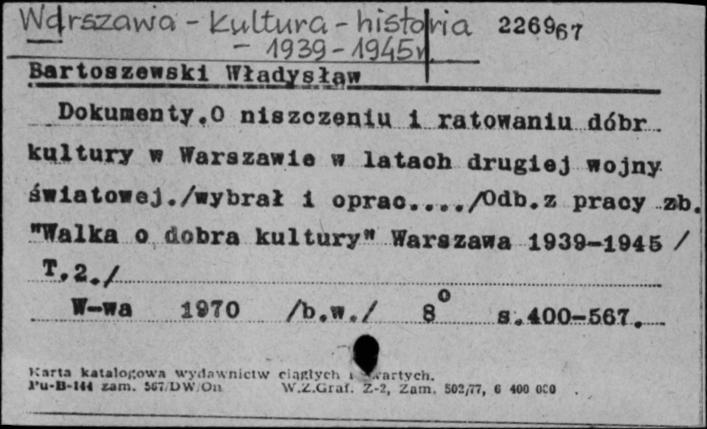 Warszawa - kultura - historia 226967
- 1939-1945r
Bartoszewski Władysław
Dokumenty.O niszczeniu i ratowaniu dóbr
kultury w Warszawie w latach drugiej wojny
światowej./wybrał i oprac..../Odb.z pracy zb.
"Walka o dobra kultury" Warszawa 1939-1945 /
T.2./
W-wa 1970 /b.w./ 8° s.400-567.
Karta katalogowa wydawnictw ciągłych i zwartych.
Pu-B-144 zam. 567/DW/On W.Z.Graf. Z-2, Zam. 502/77, 6 400 000